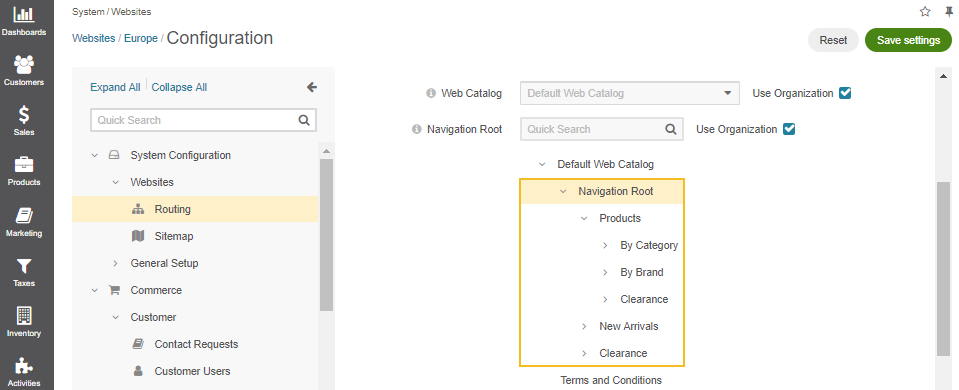 System / Websites
Websites / Europe / Configuration
Reset
Save settings
Dashboards
Customers
Sales
Products
Marketing
Taxes
Inventory
Activities
Expand All
Collapse All
Quick Search
System Configuration
Websites
Routing
Sitemap
General Setup
Commerce
Customer
Contact Requests
Customer Users
Web Catalog
Default Web Catalog
Use Organization
Navigation Root
Quick Search
Use Organization
Default Web Catalog
Navigation Root
Products
By Category
By Brand
Clearance
New Arrivals
Clearance
Terms and Conditions